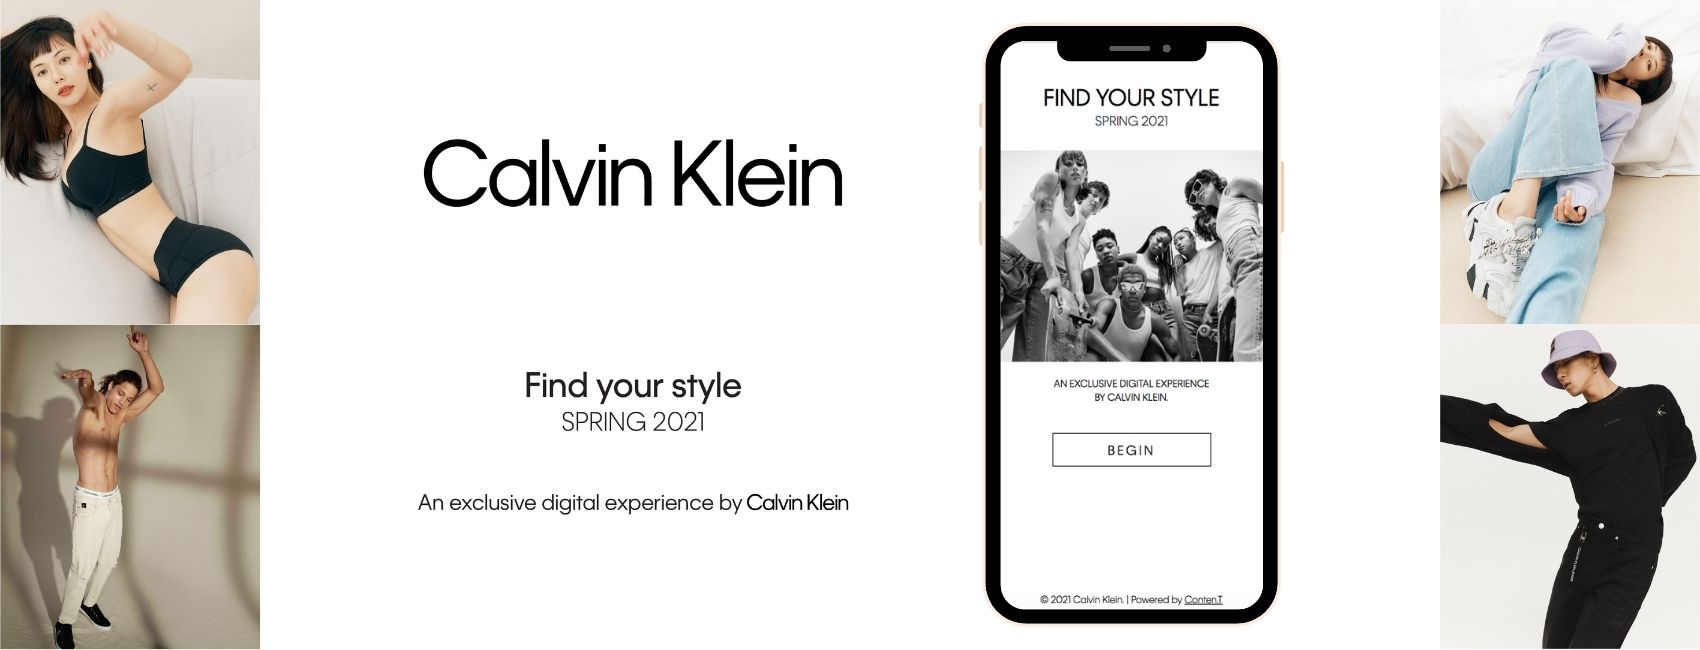 Calvin Klein
Find your style
SPRING 2021
An exclusive digital experience by Calvin Klein
FIND YOUR STYLE
SPRING 2021
AN EXCLUSIVE DIGITAL EXPERIENCE
BY CALVIN KLEIN.
BEGIN
© 2021 Calvin Klein. | Powered by Conten.T